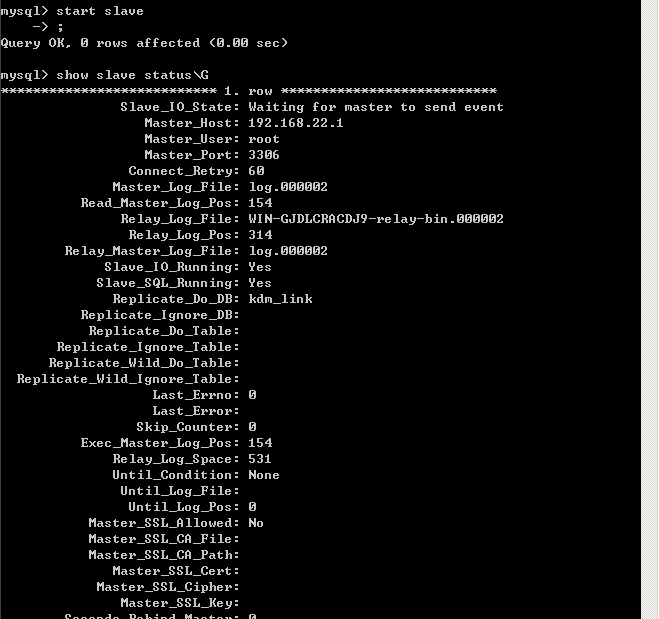 mysql> start slave
    -> ;
Query OK, 0 rows affected (0.00 sec)
mysql> show slave status\G
*************************** 1. row ***************************
               Slave_IO_State: Waiting for master to send event
                  Master_Host: 192.168.22.1
                  Master_User: root
                  Master_Port: 3306
                Connect_Retry: 60
              Master_Log_File: log.000002
          Read_Master_Log_Pos: 154
               Relay_Log_File: WIN-GJDLCRACDJ9-relay-bin.000002
                Relay_Log_Pos: 314
        Relay_Master_Log_File: log.000002
             Slave_IO_Running: Yes
            Slave_SQL_Running: Yes
              Replicate_Do_DB: kdm_link
          Replicate_Ignore_DB:
           Replicate_Do_Table:
       Replicate_Ignore_Table:
      Replicate_Wild_Do_Table:
  Replicate_Wild_Ignore_Table:
                   Last_Errno: 0
                   Last_Error:
                 Skip_Counter: 0
          Exec_Master_Log_Pos: 154
              Relay_Log_Space: 531
              Until_Condition: None
               Until_Log_File:
                Until_Log_Pos: 0
           Master_SSL_Allowed: No
           Master_SSL_CA_File:
           Master_SSL_CA_Path:
              Master_SSL_Cert:
            Master_SSL_Cipher:
               Master_SSL_Key:
        Seconds_Behind_Master: 0